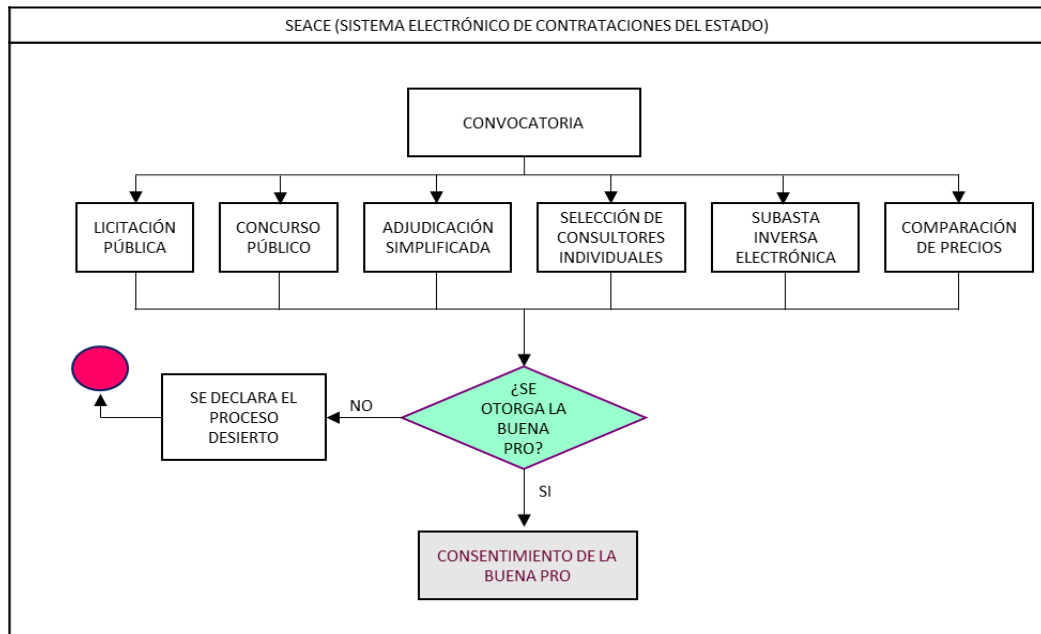 SEACE (SISTEMA ELECTRÓNICO DE CONTRATACIONES DEL ESTADO)
CONVOCATORIA
LICITACIÓN
PÚBLICA
CONCURSO
PÚBLICO
ADJUDICACIÓN
SIMPLIFICADA
SELECCIÓN DE
CONSULTORES
INDIVIDUALES
SUBASTA
INVERSA
ELECTRÓNICA
COMPARACIÓN
DE PRECIOS
¿SE
OTORGA LA
BUENA
PRO?
NO
SE DECLARA EL
PROCESO
DESIERTO
SI
CONSENTIMIENTO DE LA
BUENA PRO